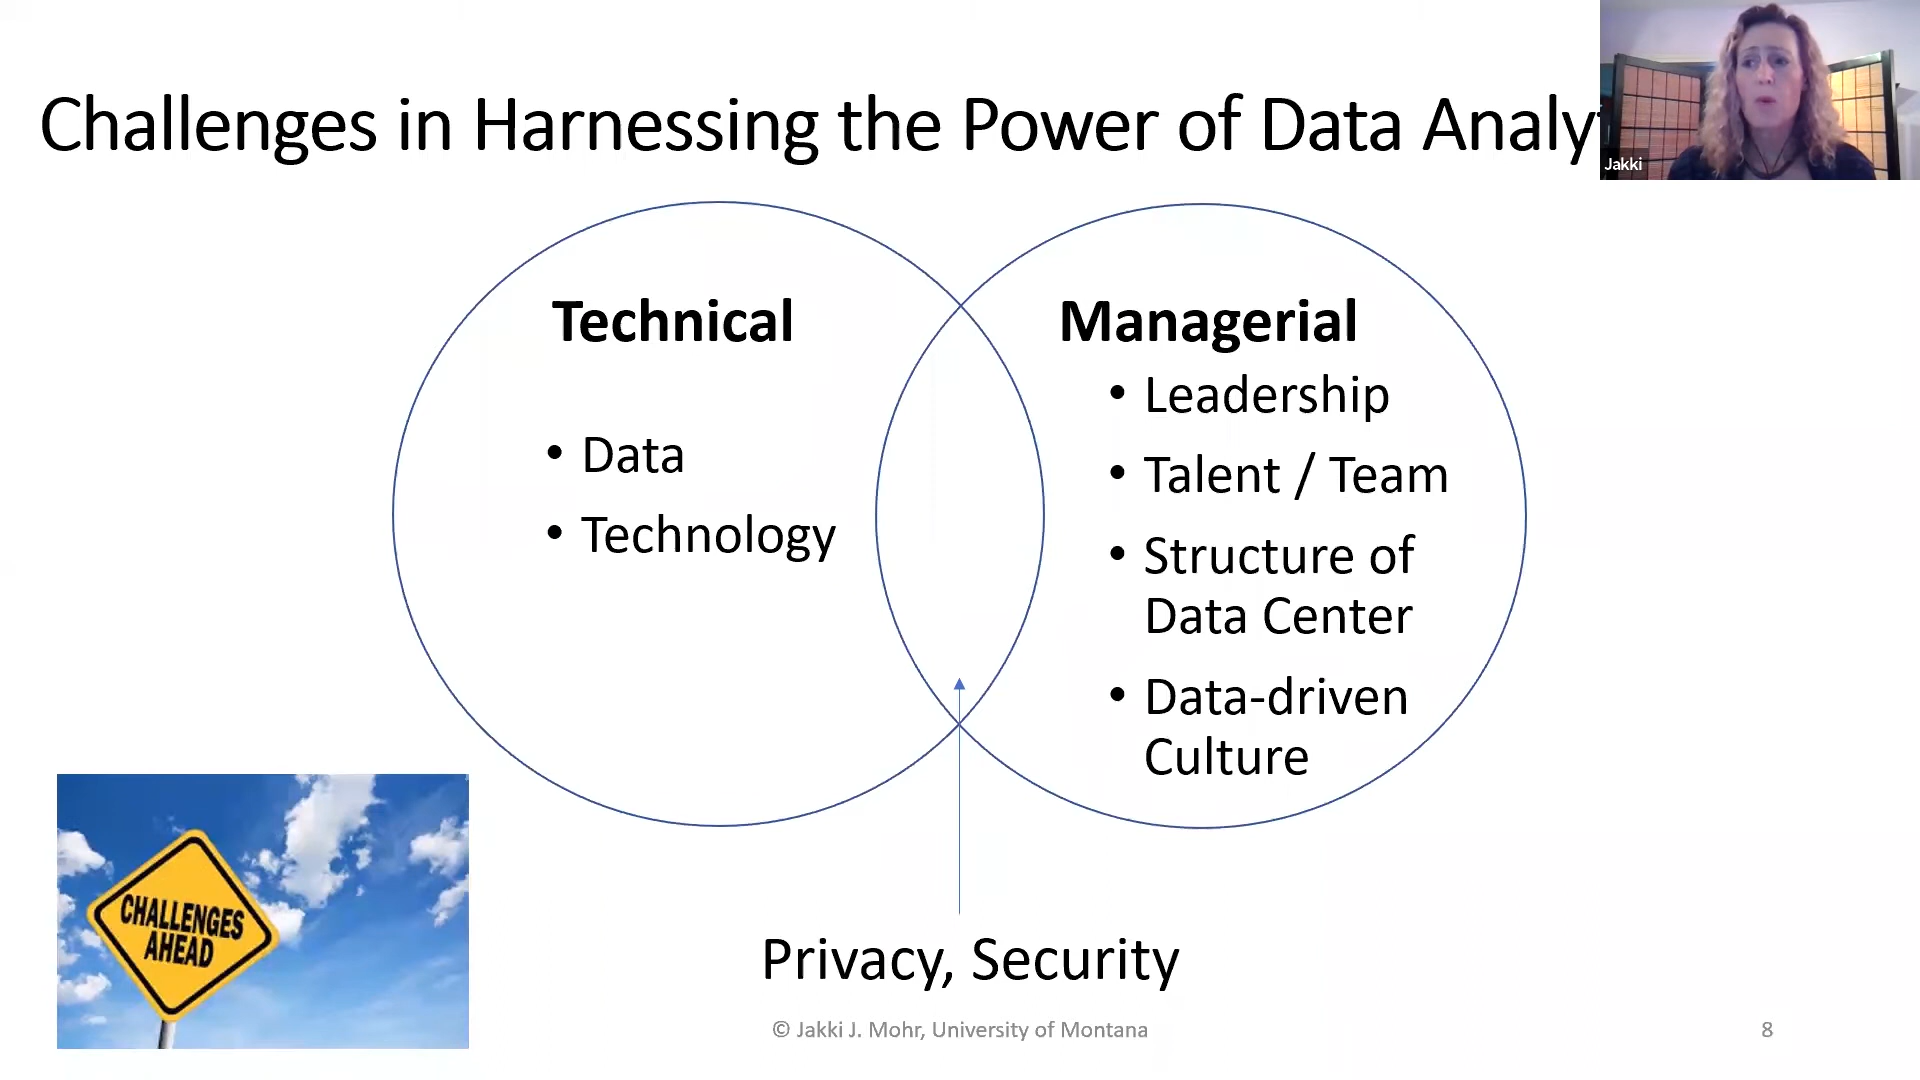 Challenges in Harnessing the Power of Data Analy
Jakki
Technical
• Data
• Technology
Managerial
• Leadership
• Talent / Team
• Structure of
Data Center
• Data-driven
Culture
CHALLENGES
AHEAD
Privacy, Security
© Jakki J. Mohr, University of Montana
8